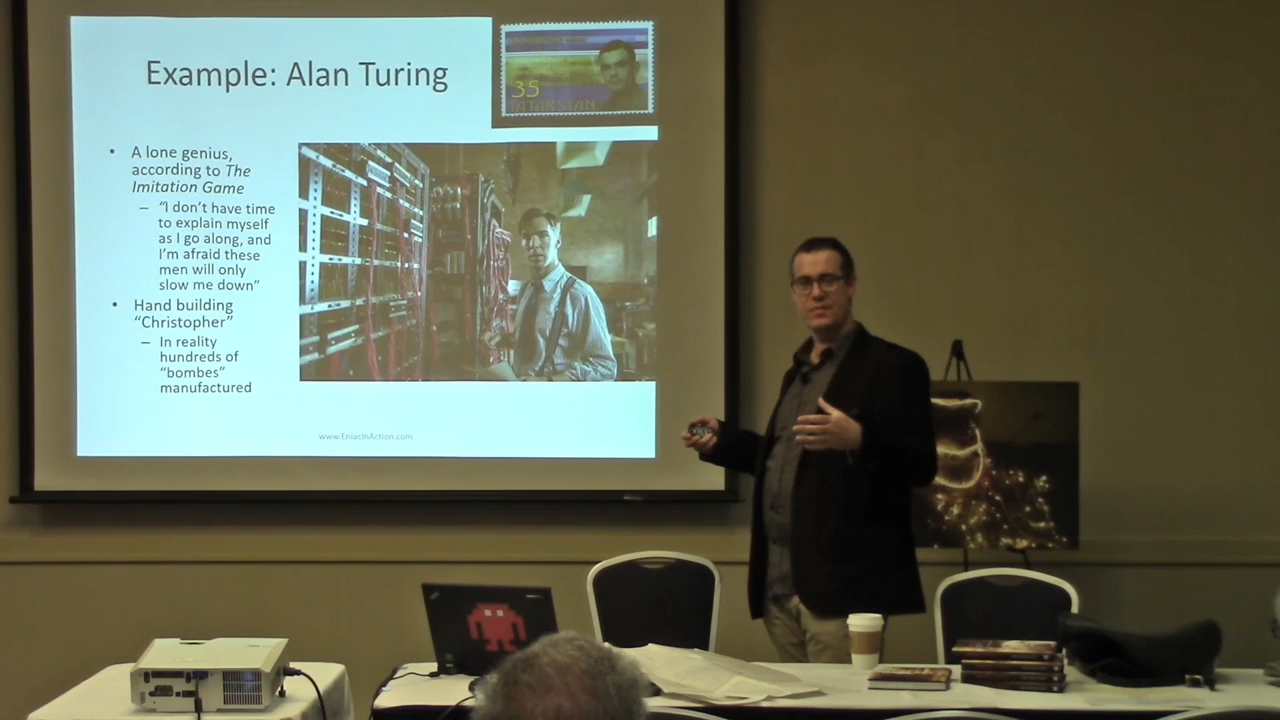 Example: Alan Turing
35
TATARSTAN
• A lone genius,
according to The
Imitation Game
– “I don’t have time
to explain myself
as I go along, and
I’m afraid these
men will only
slow me down”
• Hand building
“Christopher”
– In reality
hundreds of
“bombes”
manufactured
www.EniacInAction.com